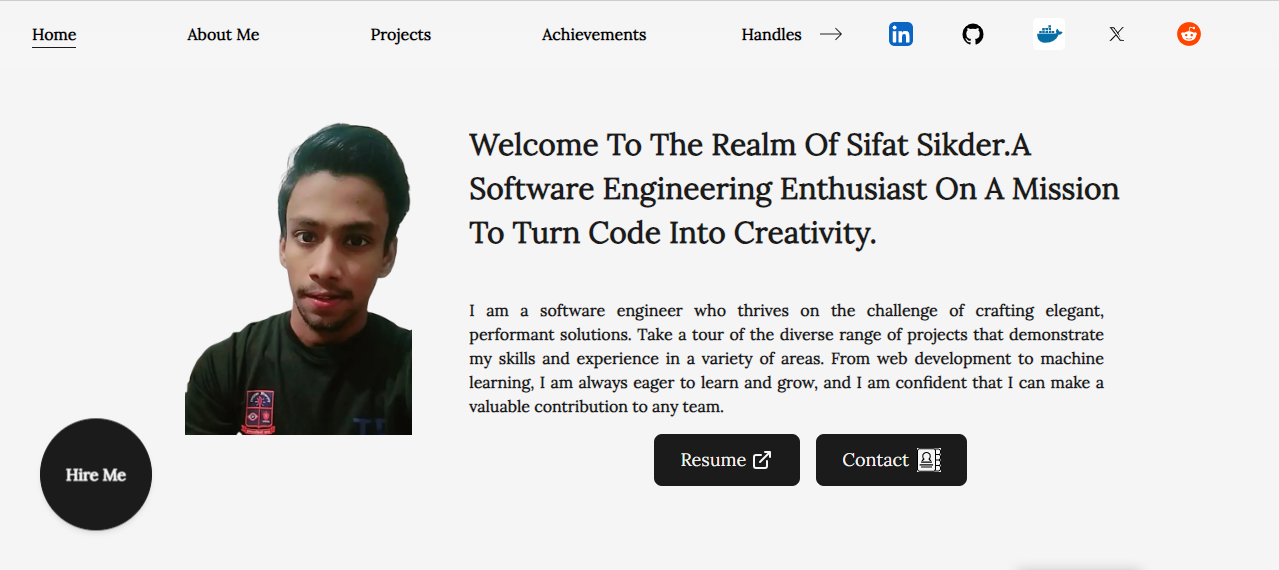 Home About Me Projects Achievements Handles
Welcome To The Realm Of Sifat Sikder.A
Software Engineering Enthusiast On A Mission
To Turn Code Into Creativity.
I am a software engineer who thrives on the challenge of crafting elegant,
performant solutions. Take a tour of the diverse range of projects that demonstrate
my skills and experience in a variety of areas. From web development to machine
learning, I am always eager to learn and grow, and I am confident that I can make a
valuable contribution to any team.
Resume Contact
Hire Me